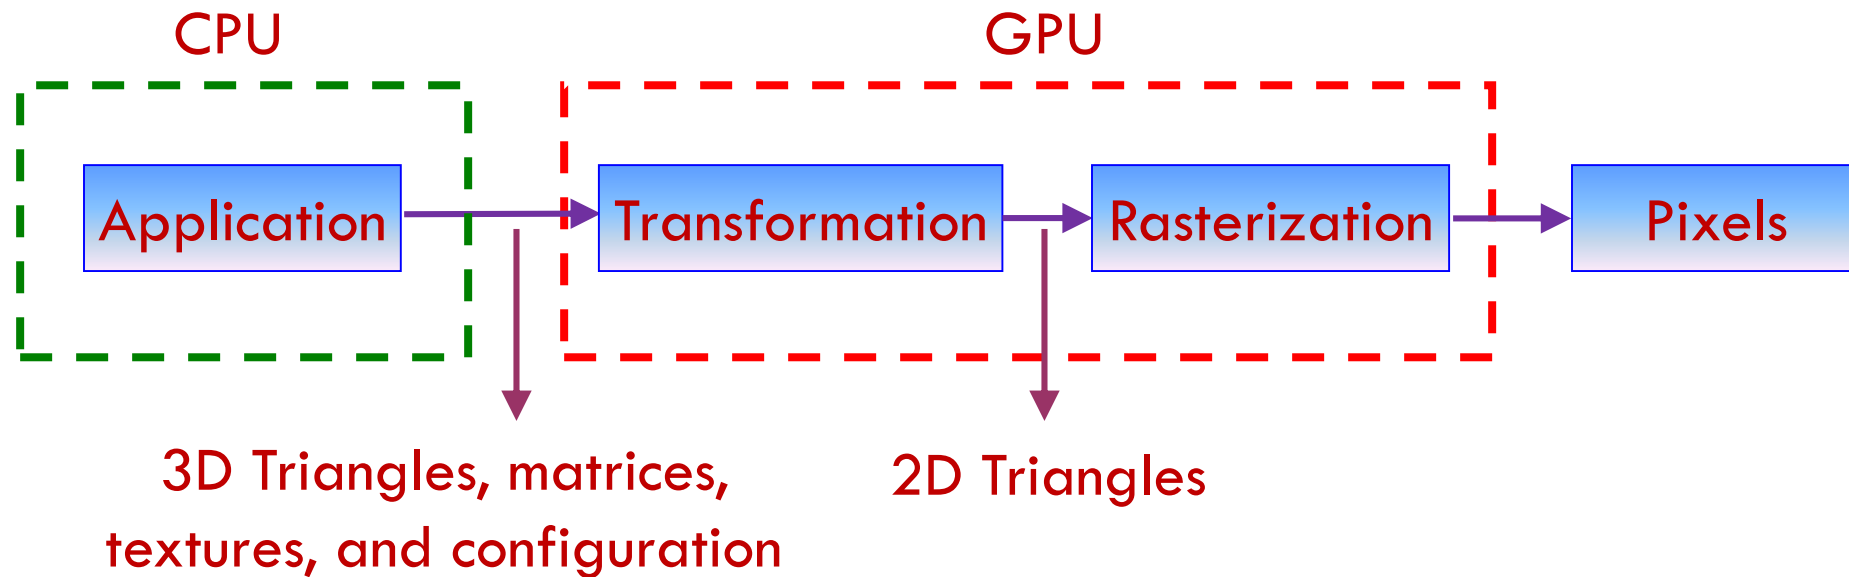 CPU
GPU
Application
Transformation
Rasterization
Pixels
3D Triangles, matrices,
textures, and configuration
2D Triangles